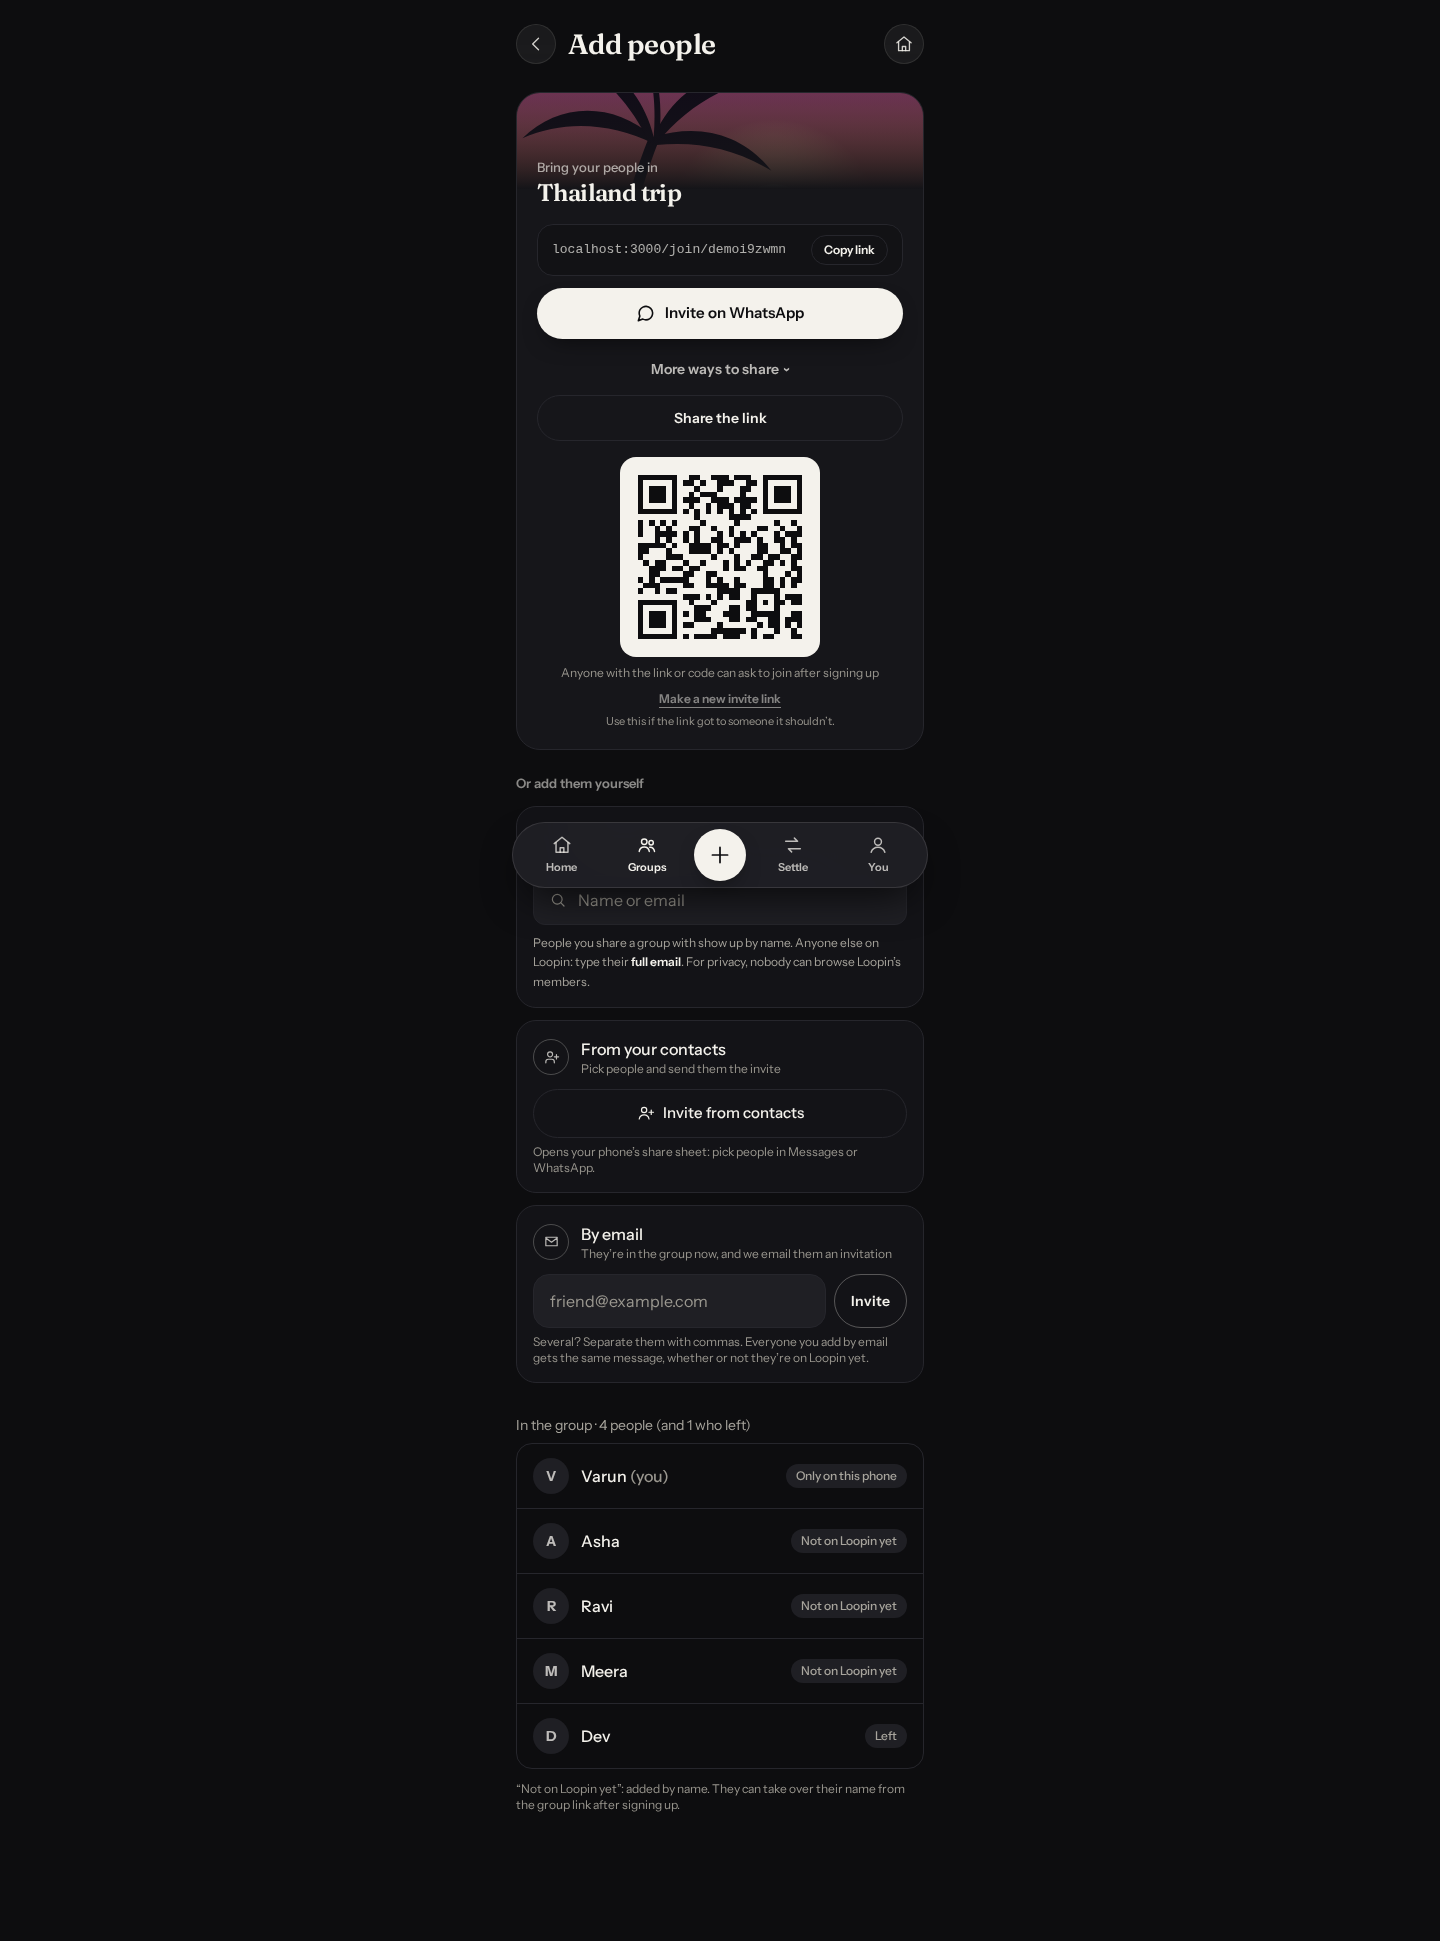 Add people
Bring your people in
Thailand trip
localhost:3000/join/demoi9zwmn
Copy link
Invite on WhatsApp
More ways to share
Share the link
Anyone with the link or code can ask to join after signing up
Make a new invite link
Use this if the link got to someone it shouldn’t.
Or add them yourself
Home
Groups
Settle
You
Name or email
People you share a group with show up by name. Anyone else on
Loopin: type their full email. For privacy, nobody can browse Loopin’s
members.
From your contacts
Pick people and send them the invite
Invite from contacts
Opens your phone’s share sheet: pick people in Messages or
WhatsApp.
By email
They’re in the group now, and we email them an invitation
friend@example.com
Invite
Several? Separate them with commas. Everyone you add by email
gets the same message, whether or not they’re on Loopin yet.
In the group · 4 people (and 1 who left)
V
Varun (you)
Only on this phone
A
Asha
Not on Loopin yet
R
Ravi
Not on Loopin yet
M
Meera
Not on Loopin yet
D
Dev
Left
“Not on Loopin yet”: added by name. They can take over their name from
the group link after signing up.